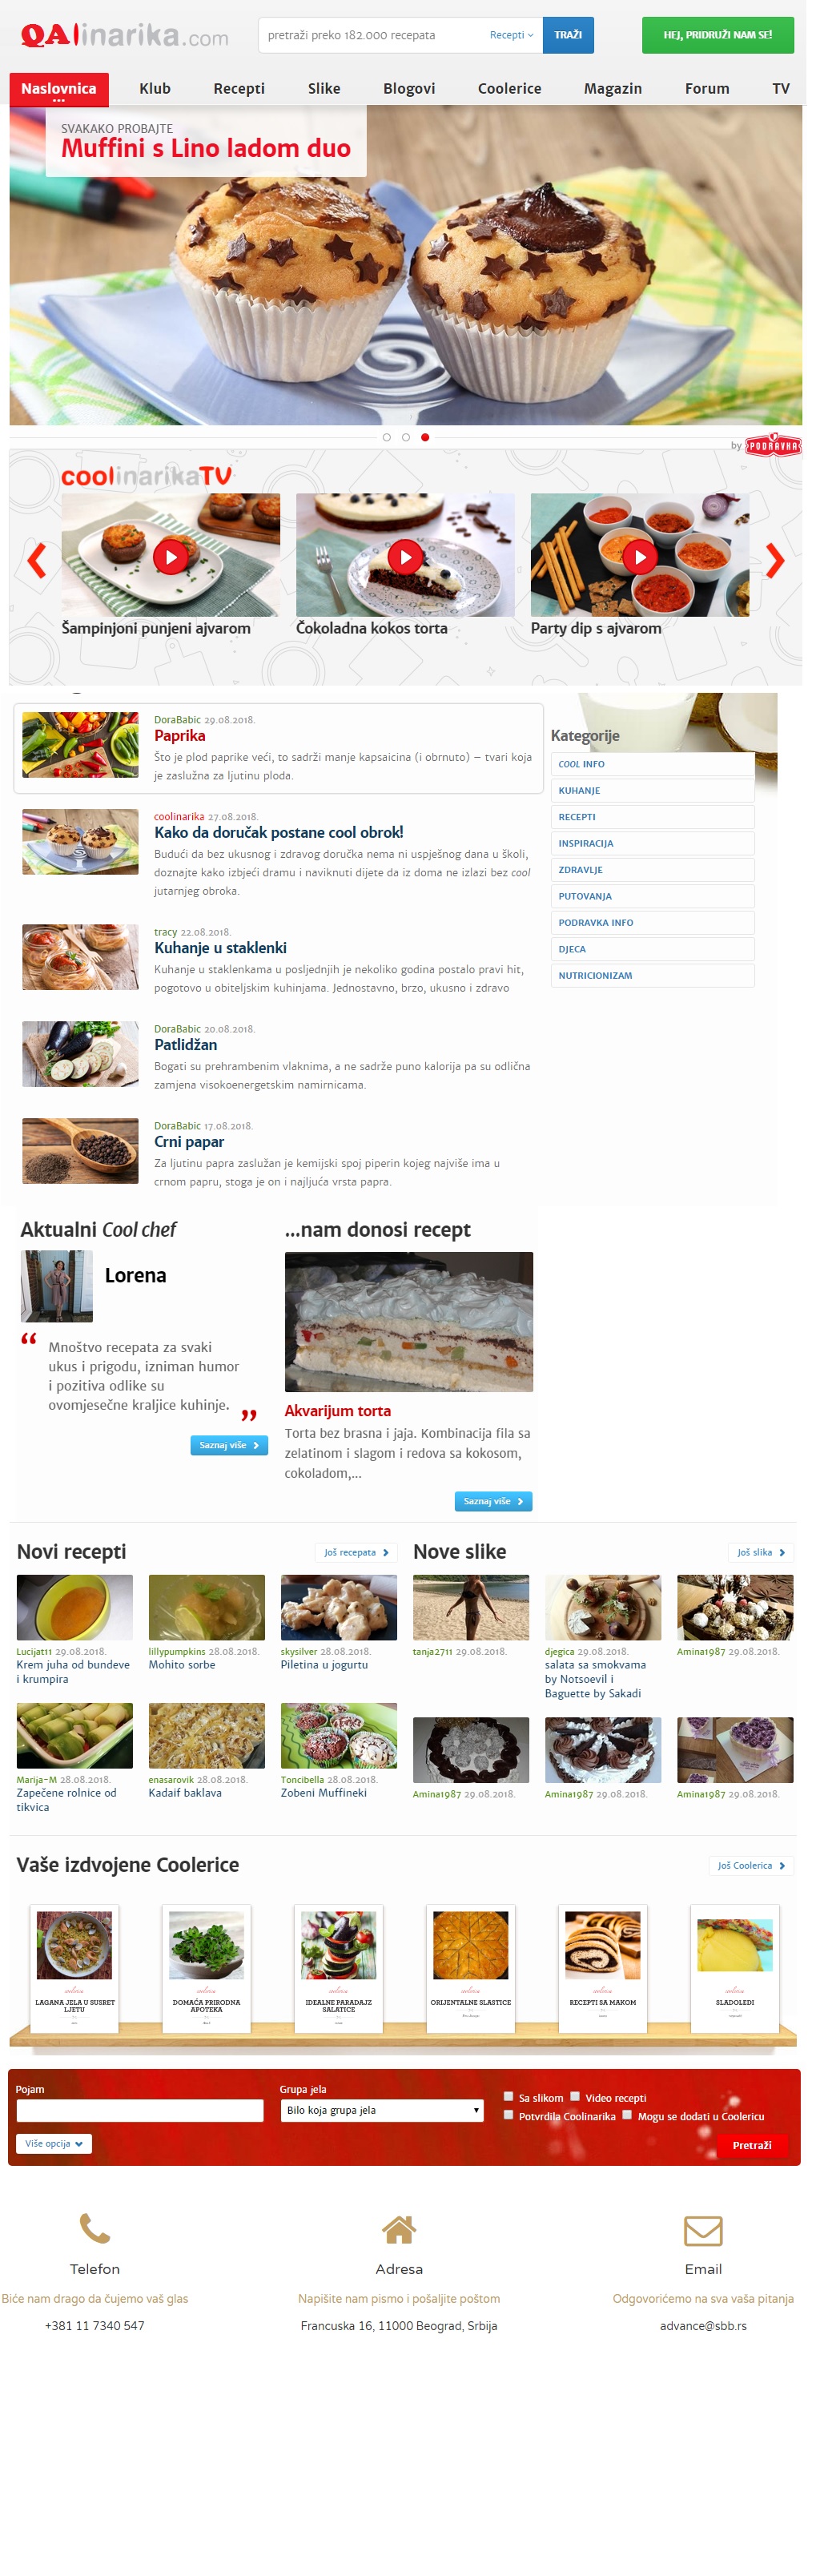 QAlinarika.com
pretraži preko 182.000 recepata
Recepti
TRAŽI
HEJ, PRIDRUŽI NAM SE!
Naslovnica
Klub
Recepti
Slike
Blogovi
Coolerice
Magazin
Forum
TV
SVAKAKO PROBAJTE
Muffini s Lino ladom duo
by PODRAVKA
coolinarikaTV
Šampinjoni punjeni ajvarom
Čokoladna kokos torta
Party dip s ajvarom
DoraBabic 29.08.2018.
Paprika
Što je plod paprike veći, to sadrži manje kapsaicina (i obrnuto) – tvari koja
je zaslužna za ljutinu ploda.
coolinarika 27.08.2018.
Kako da doručak postane cool obrok!
Budući da bez ukusnog i zdravog doručka nema ni uspješnog dana u školi,
doznajte kako izbjeći dramu i naviknuti dijete da iz doma ne izlazi bez cool
jutarnjeg obroka.
tracy 22.08.2018.
Kuhanje u staklenki
Kuhanje u staklenkama u posljednjih je nekoliko godina postalo pravi hit,
pogotovo u obiteljskim kuhinjama. Jednostavno, brzo, ukusno i zdravo
DoraBabic 20.08.2018.
Patlidžan
Bogati su prehrambenim vlaknima, a ne sadrže puno kalorija pa su odlična
zamjena visokoenergetskim namirnicama.
DoraBabic 17.08.2018.
Crni papar
Za ljutinu papra zaslužan je kemijski spoj piperin kojeg najviše ima u
crnom papru, stoga je on i najljuća vrsta papra.
Kategorije
COOL INFO
KUHANJE
RECEPTI
INSPIRACIJA
ZDRAVLJE
PUTOVANJA
PODRAVKA INFO
DJECA
NUTRICIONIZAM
Aktualni Cool chef
Lorena
“ Mnoštvo recepata za svaki
ukus i prigodu, izniman humor
i pozitiva odlike su
ovomjesečne kraljice kuhinje. ”
Saznaj više
...nam donosi recept
Akvarijum torta
Torta bez brasna i jaja. Kombinacija fila sa
zelatinom i slagom i redova sa kokosom,
cokoladom,...
Saznaj više
Novi recepti
Još recepata
Lucijat11 29.08.2018.
Krem juha od bundeve
i krumpira
lillypumpkins 28.08.2018.
Mohito sorbe
skysilver 28.08.2018.
Piletina u jogurtu
Marija-M 28.08.2018.
Zapečene rolnice od
tikvica
enasarovik 28.08.2018.
Kadaif baklava
Toncibella 28.08.2018.
Zobeni Muffineki
Nove slike
Još slika
tanja2711 29.08.2018.
djegica 29.08.2018.
salata sa smokvama
by Notsoevil i
Baguette by Sakadi
Amina1987 29.08.2018.
Amina1987 29.08.2018.
Amina1987 29.08.2018.
Amina1987 29.08.2018.
Vaše izdvojene Coolerice
Još Coolerica
LAGANA JELA U SUSRET
LJETU
DOMAĆA PRIRODNA
APOTEKA
IDEALNE PARADAJZ
SALATICE
ORIJENTALNE SLASTICE
RECEPTI SA MAKOM
SLADOLEDI
Pojam
Grupa jela
Bilo koja grupa jela
Sa slikom
Video recepti
Potvrdila Coolinarika
Mogu se dodati u Coolericu
Više opcija
Pretraži
Telefon
Biće nam drago da čujemo vaš glas
+381 11 7340 547
Adresa
Napišite nam pismo i pošaljite poštom
Francuska 16, 11000 Beograd, Srbija
Email
Odgovorićemo na sva vaša pitanja
advance@sbb.rs